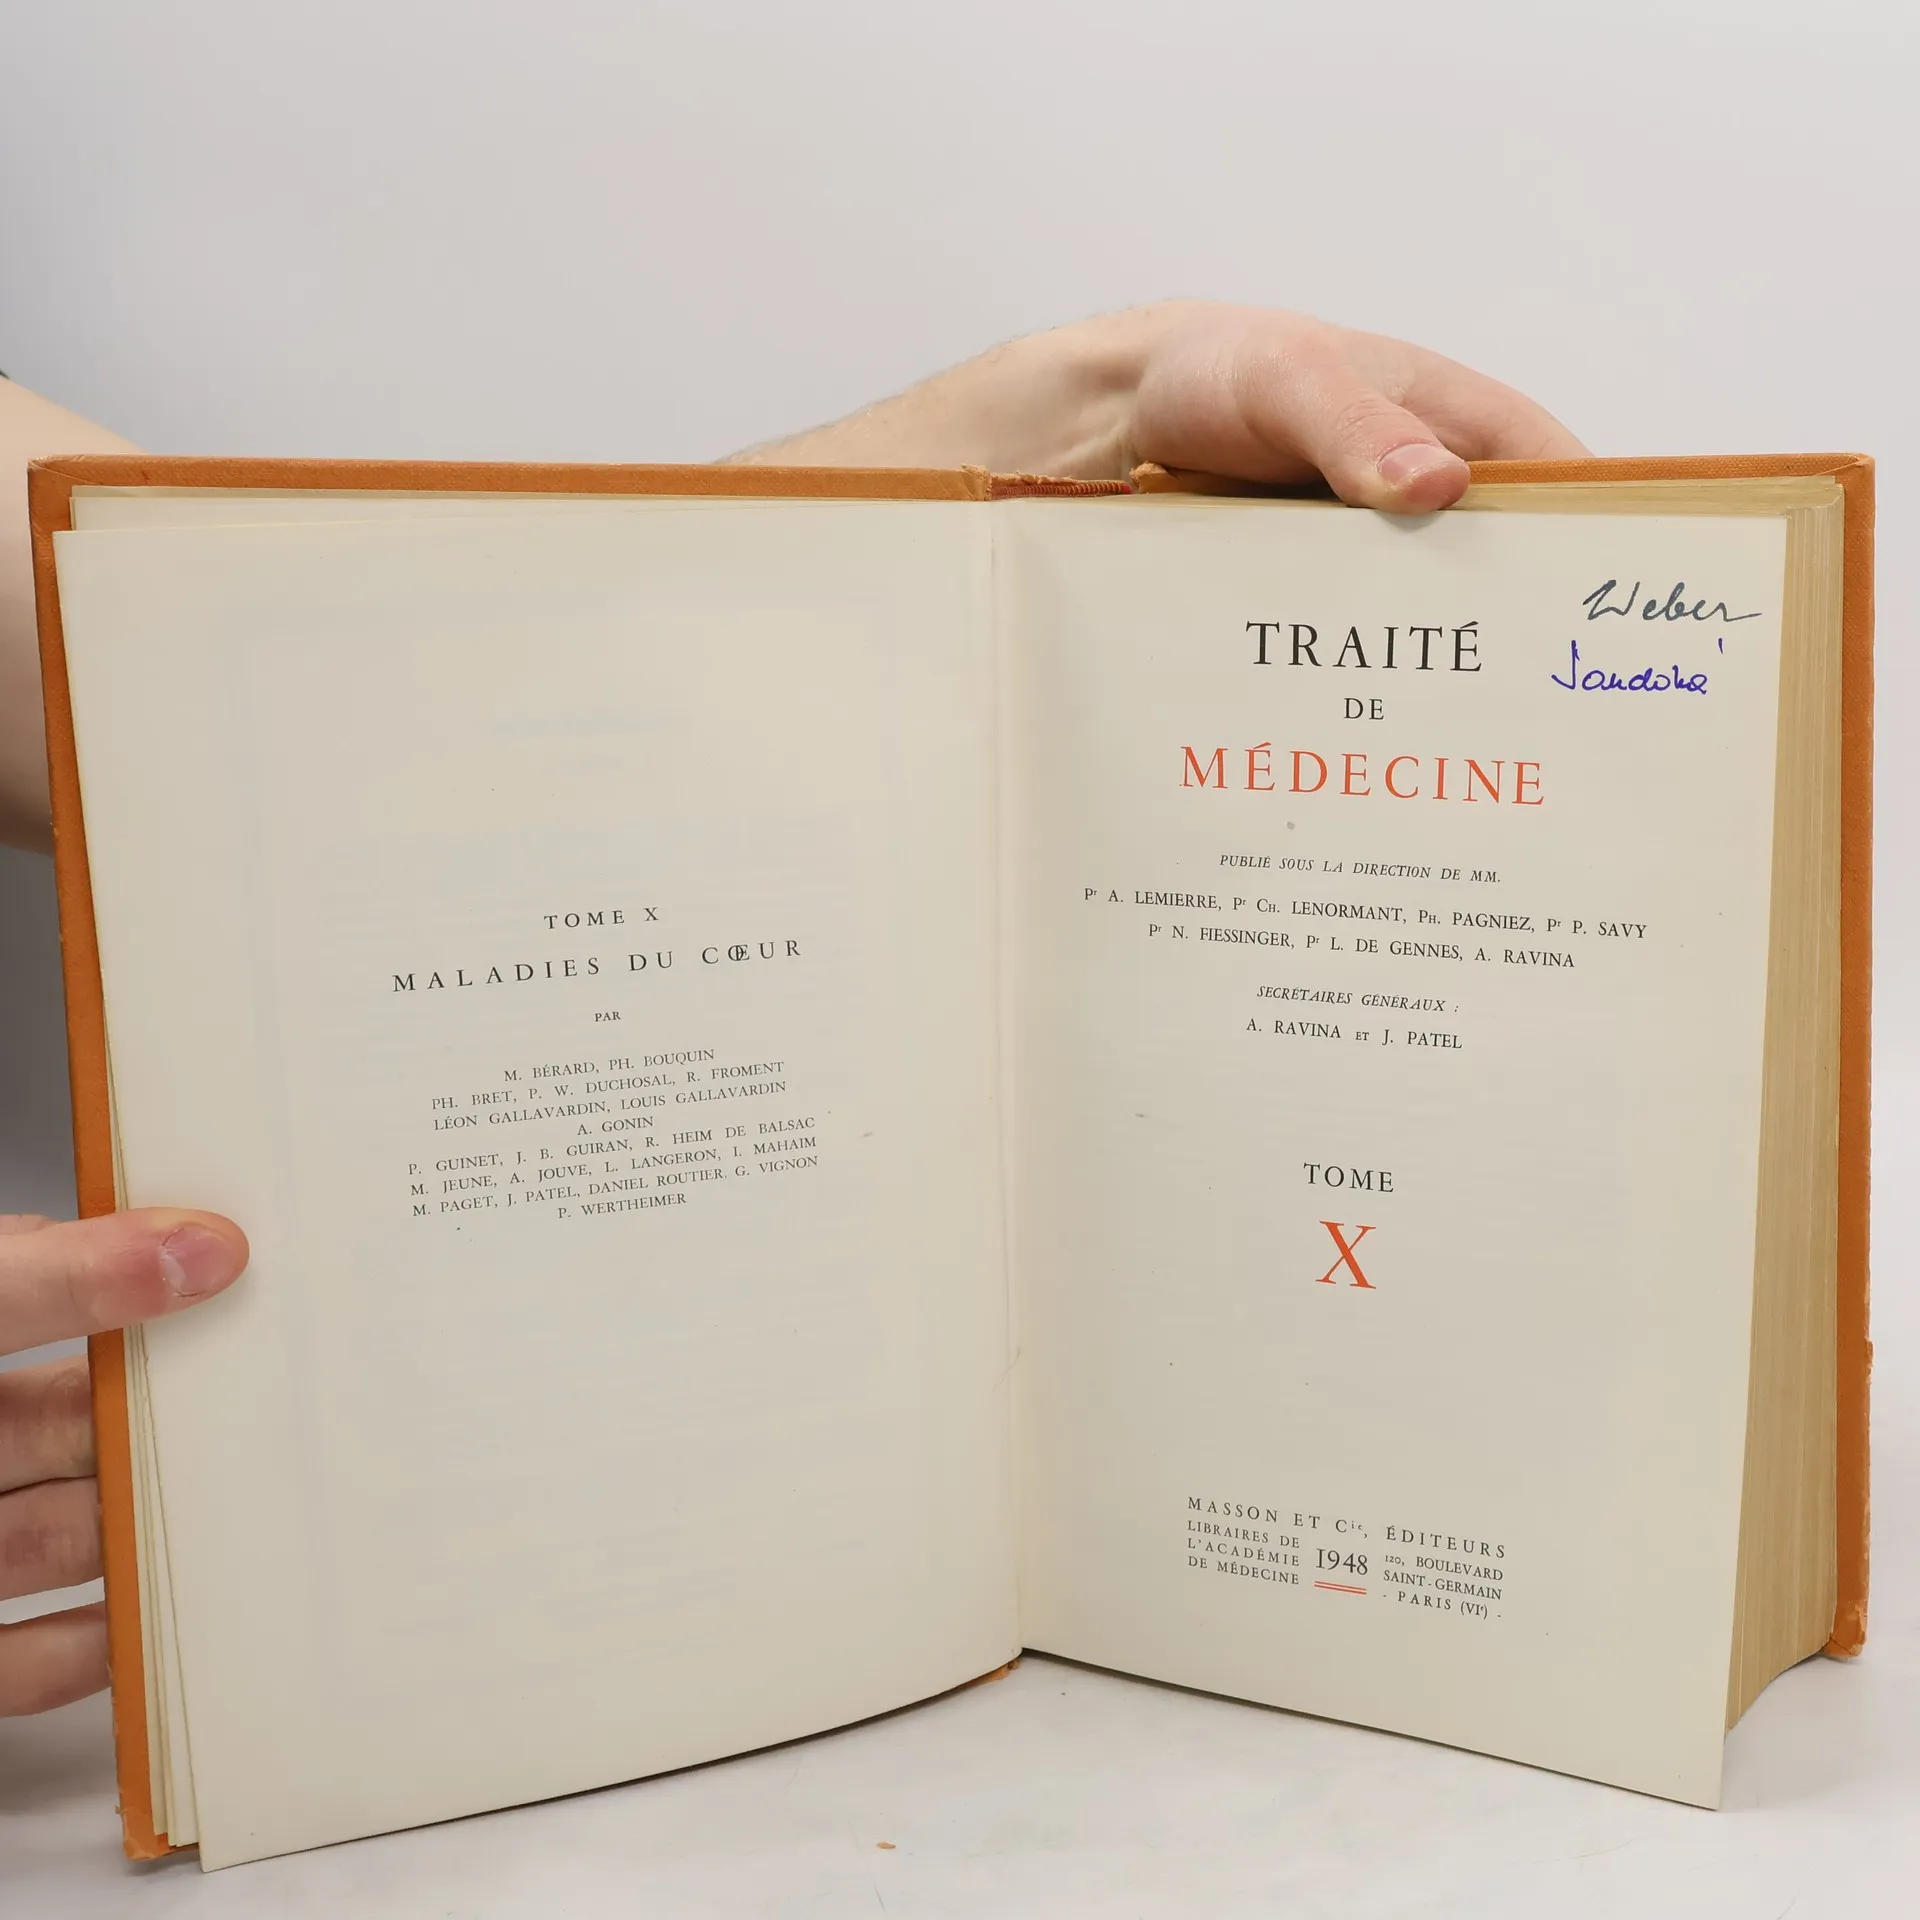 TOME X
MALADIES DU CŒUR
PAR
M. BÉRARD, PH. BOUQUIN
PH. BRET, P. W. DUCHOSAL, R. FROMENT
LÉON GALLAVARDIN, LOUIS GALLAVARDIN
A. GONIN
P. GUINET, J. B. GUIRAN, R. HEIM DE BALSAC
M. JEUNE, A. JOUVE, L. LANGERON, I. MAHAIM
M. PAGET, J. PATEL, DANIEL ROUTIER, G. VIGNON
P. WERTHEIMER
Weber
TRAITÉ
DE
MÉDECINE
PUBLIÉ SOUS LA DIRECTION DE MM.
Pr A. LEMIERRE, Pr CH. LENORMANT, PH. PAGNIEZ, Pr P. SAVY
Pr N. FIESSINGER, Pr L. DE GENNES, A. RAVINA
SECRÉTAIRES GÉNÉRAUX :
A. RAVINA ET J. PATEL
TOME
X
MASSON ET Cie, ÉDITEURS
LIBRAIRES DE
L'ACADÉMIE
DE MÉDECINE
1948
120, BOULEVARD
SAINT-GERMAIN
- PARIS (VIe) -